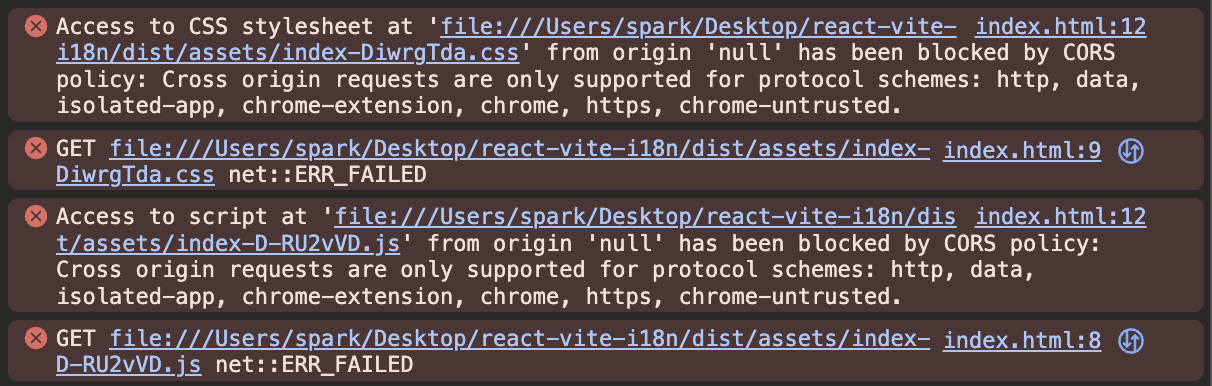 Access to CSS stylesheet at 'file:///Users/spark/Desktop/react-vite- index.html:12
i18n/dist/assets/index-DiwrgTda.css' from origin 'null' has been blocked by CORS
policy: Cross origin requests are only supported for protocol schemes: http, data,
isolated-app, chrome-extension, chrome, https, chrome-untrusted.
GET file:///Users/spark/Desktop/react-vite-i18n/dist/assets/index- index.html:9
DiwrgTda.css net::ERR_FAILED
Access to script at 'file:///Users/spark/Desktop/react-vite-i18n/dis index.html:12
t/assets/index-D-RU2vVD.js' from origin 'null' has been blocked by CORS policy:
Cross origin requests are only supported for protocol schemes: http, data,
isolated-app, chrome-extension, chrome, https, chrome-untrusted.
GET file:///Users/spark/Desktop/react-vite-i18n/dist/assets/index- index.html:8
D-RU2vVD.js net::ERR_FAILED